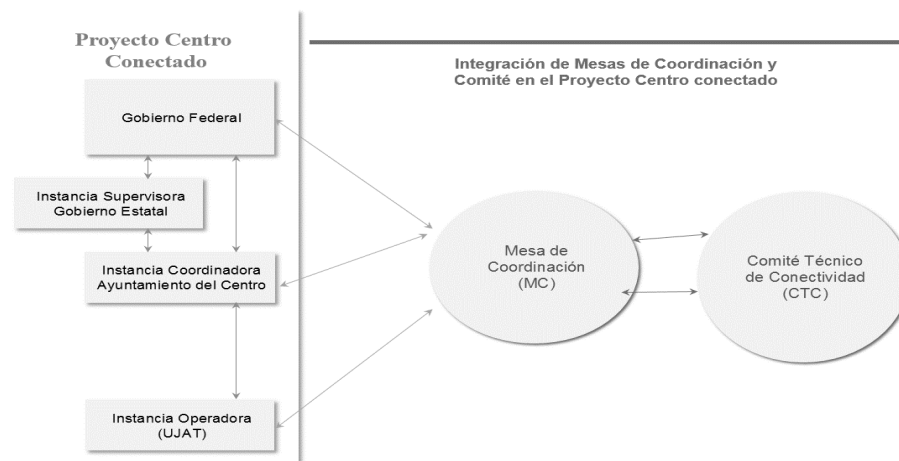 Proyecto Centro
Conectado
Integración de Mesas de Coordinación y
Comité en el Proyecto Centro conectado
Gobierno Federal
Instancia Supervisora
Gobierno Estatal
Instancia Coordinadora
Ayuntamiento del Centro
Instancia Operadora
(UJAT)
Mesa de
Coordinación
(MC)
Comité Técnico
de Conectividad
(CTC)